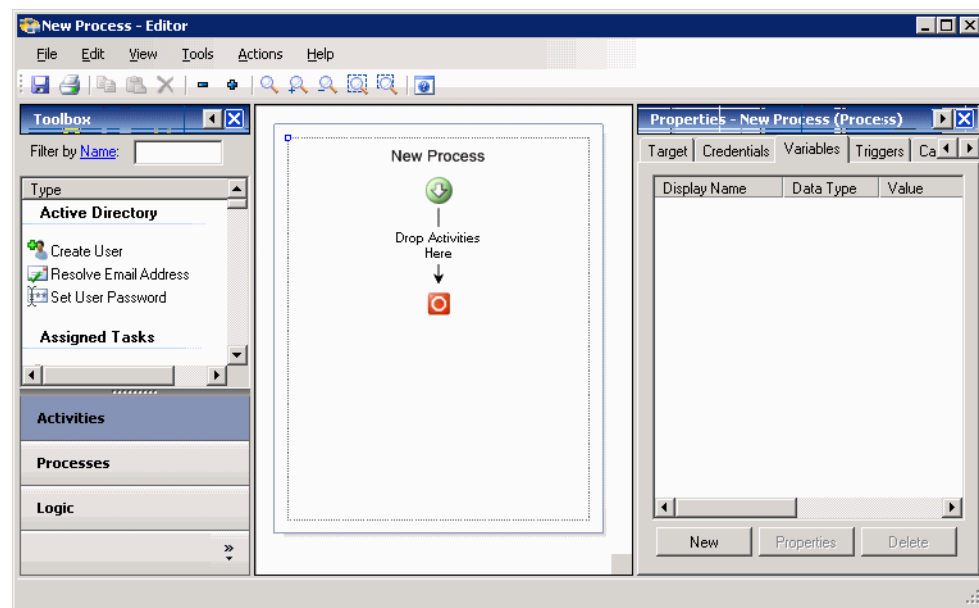 New Process - Editor
File Edit View Tools Actions Help
Toolbox
Filter by Name:
Type
Active Directory
Create User
Resolve Email Address
Set User Password
Assigned Tasks
Activities
Processes
Logic
New Process
Drop Activities
Here
Properties - New Process (Process)
Target Credentials Variables Triggers Ca
Display Name Data Type Value
New Properties Delete